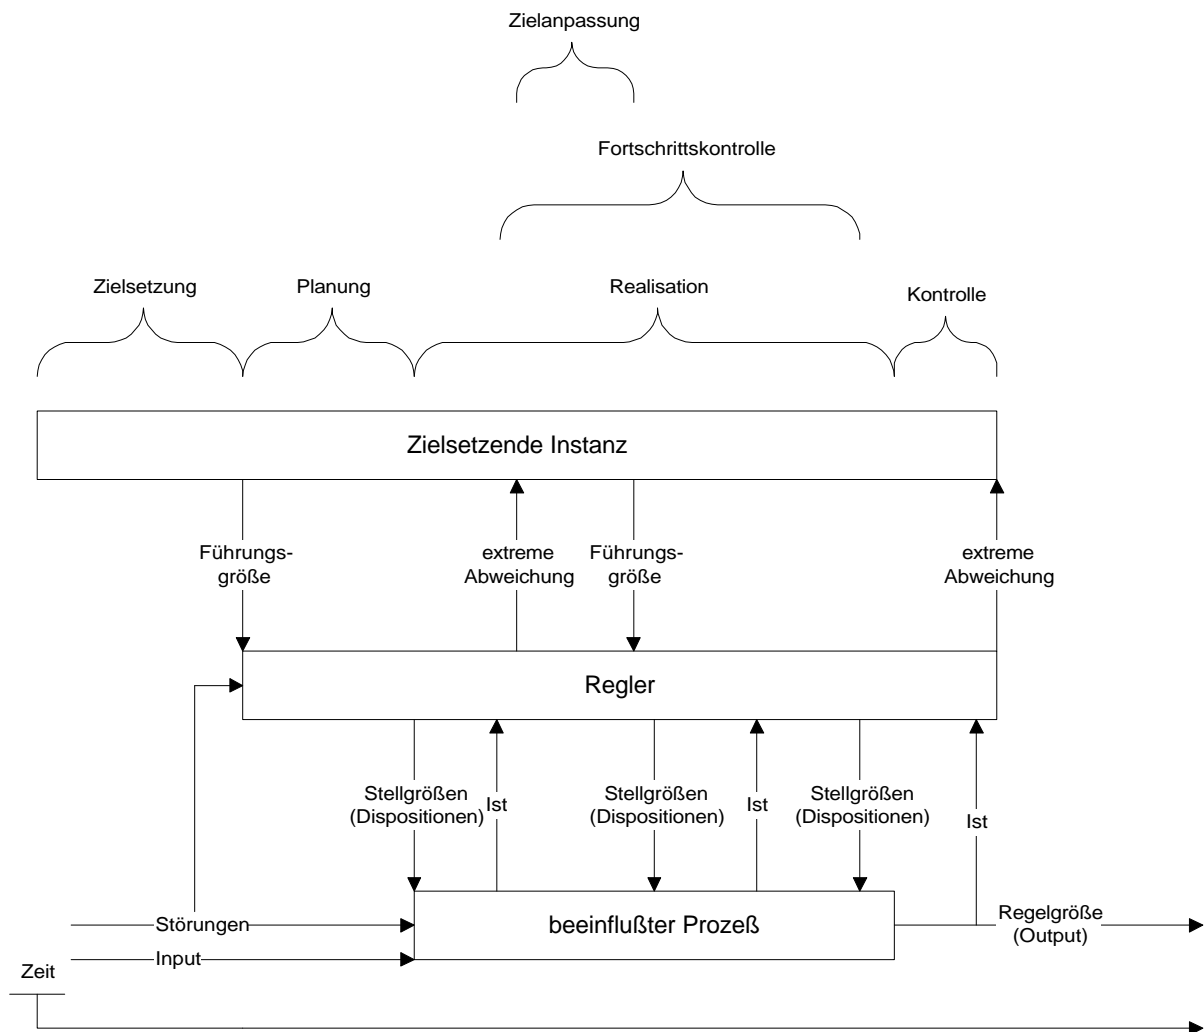 Zielanpassung
Fortschrittskontrolle
Zielsetzung
Planung
Realisation
Kontrolle
Zielsetzende Instanz
Führungs-
größe
extreme
Abweichung
Führungs-
größe
extreme
Abweichung
Regler
Stellgrößen
(Dispositionen)
Ist
Stellgrößen
(Dispositionen)
Ist
Stellgrößen
(Dispositionen)
Ist
Störungen
beeinflußter Prozeß
Regelgröße
(Output)
Input
Zeit